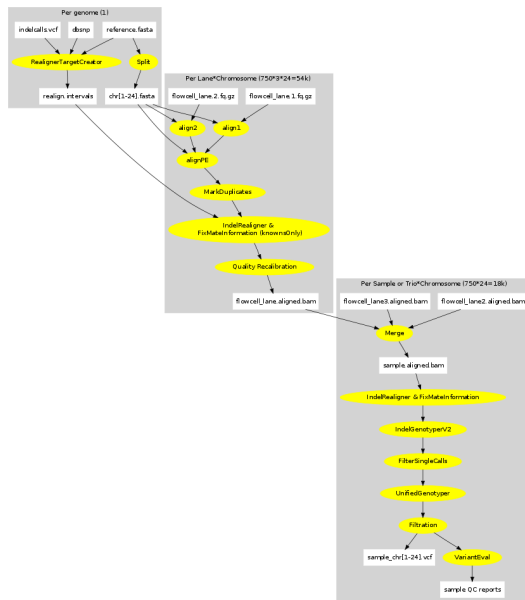 Per genome (1)
indelcalls.vcf
dbsnp
reference.fasta
RealignerTargetCreator
Split
realign.intervals
chr[1-24].fasta
Per Lane*Chromosome (750*3*24=54k)
flowcell_lane.2.fq.gz
flowcell_lane.1.fq.gz
align2
align1
alignPE
MarkDuplicates
IndelRealigner &
FixMateInformation (knownsOnly)
Quality Recalibration
flowcell_lane.aligned.bam
Per Sample or Trio*Chromosome (750*24=18k)
flowcell_lane3.aligned.bam
flowcell_lane2.aligned.bam
Merge
sample.aligned.bam
IndelRealigner & FixMateInformation
IndelGenotyperV2
FilterSingleCalls
UnifiedGenotyper
Filtration
sample_chr[1-24].vcf
VariantEval
sample QC reports